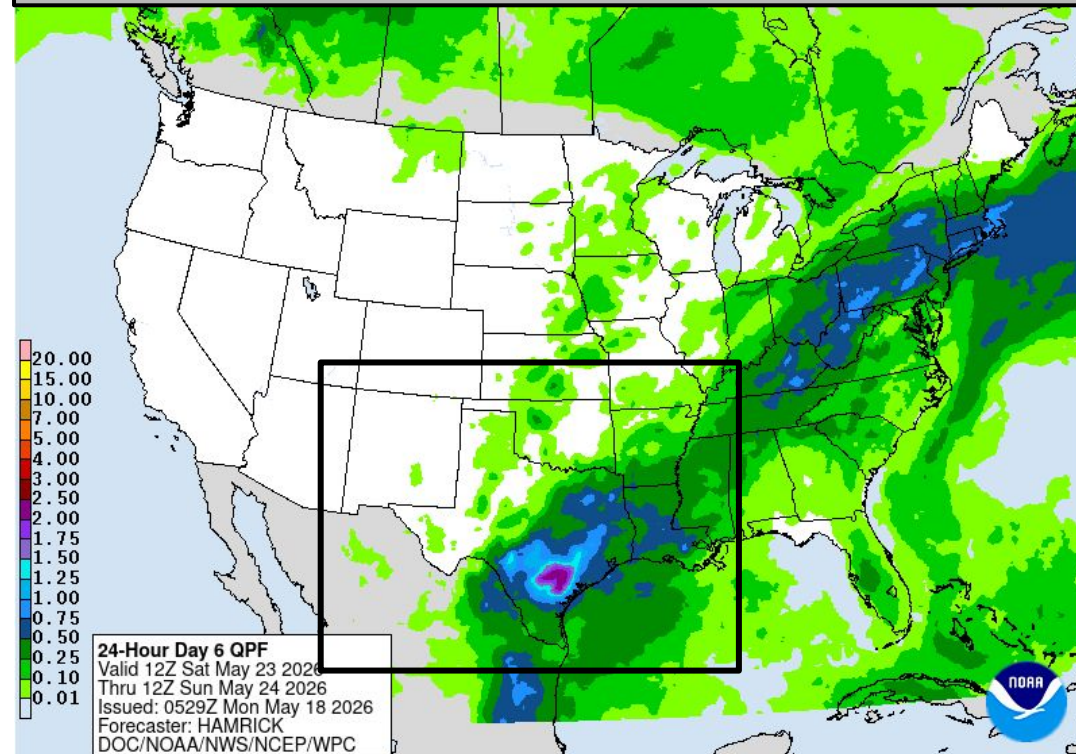 20.00
15.00
10.00
7.00
5.00
4.00
3.00
2.50
2.00
1.75
1.50
1.25
1.00
0.75
0.50
0.25
0.10
0.01
24-Hour Day 6 QPF
Valid 12Z Sat May 23 2026
Thru 12Z Sun May 24 2026
Issued: 0529Z Mon May 18 2026
Forecaster: HAMRICK
DOC/NOAA/NWS/NCEP/WPC
NOAA